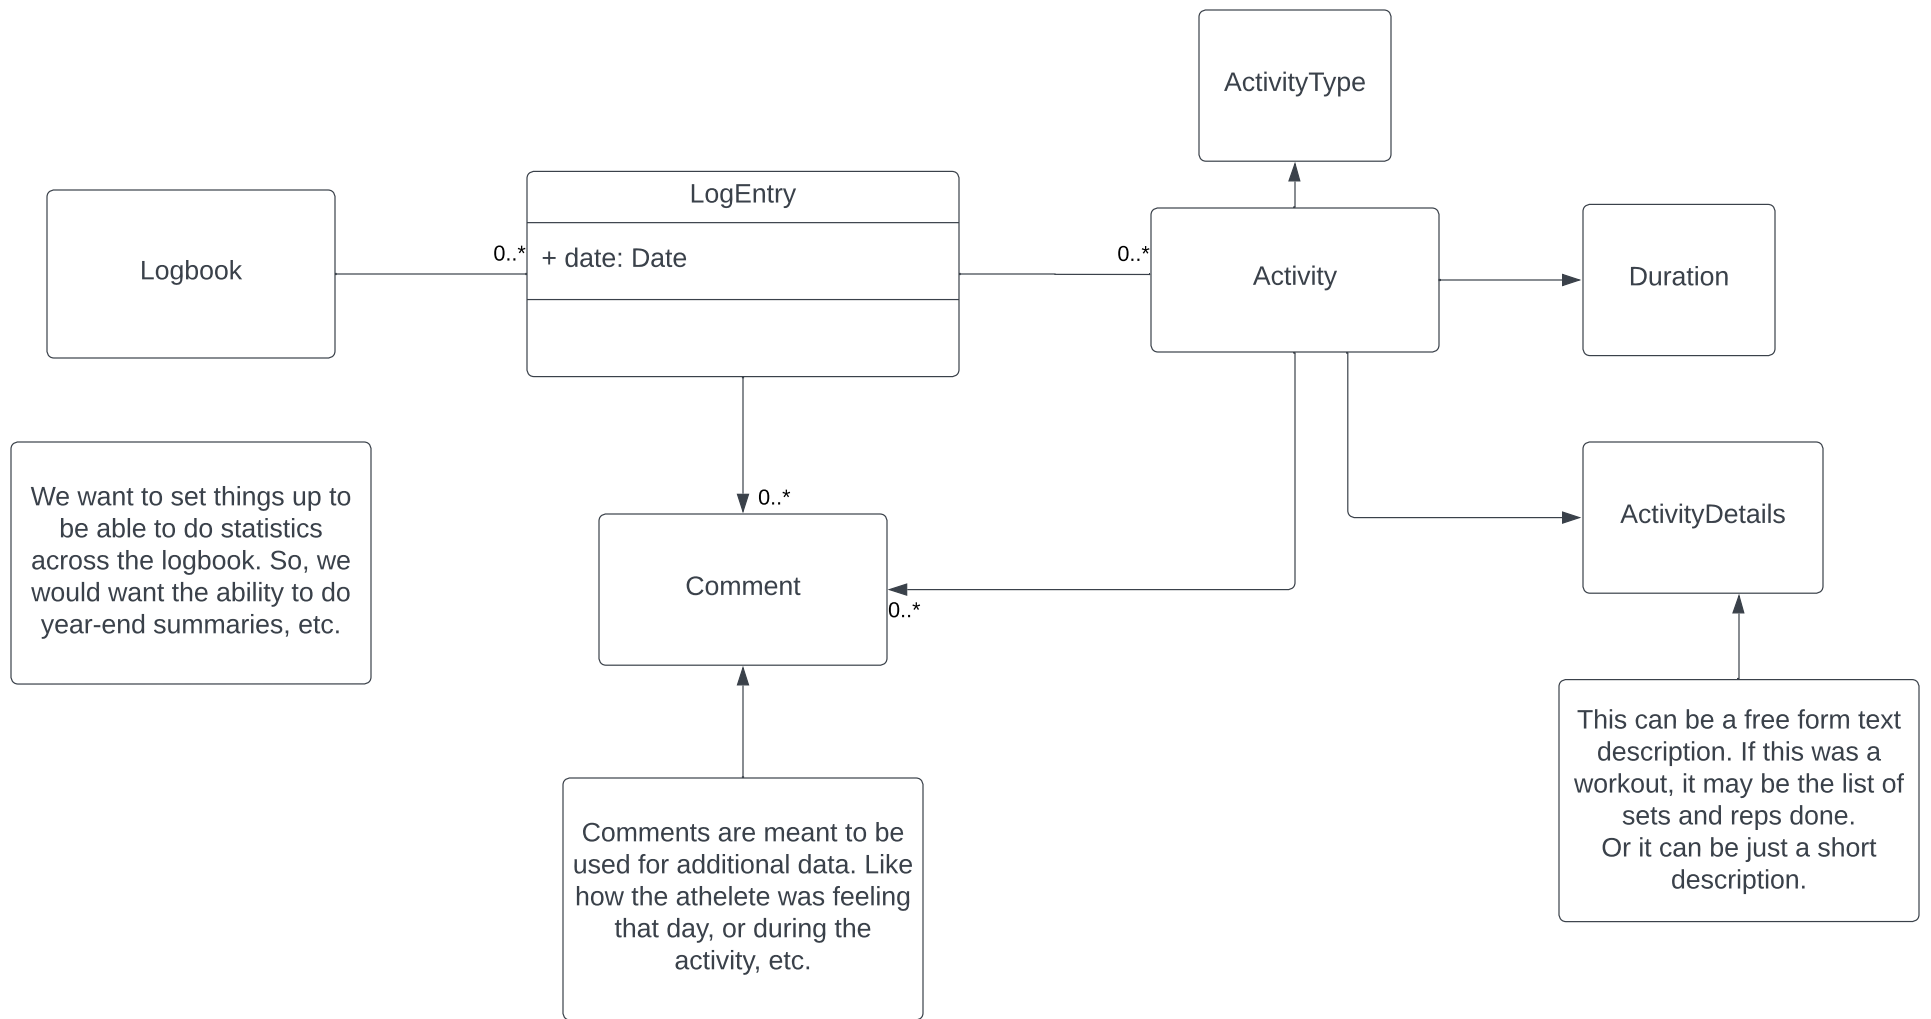 ActivityType
LogEntry
Logbook
0..*
+ date: Date
0..*
Activity
Duration
We want to set things up to
be able to do statistics
across the logbook. So, we
would want the ability to do
year-end summaries, etc.
0..*
Comment
0..*
ActivityDetails
This can be a free form text
description. If this was a
workout, it may be the list of
sets and reps done.
Or it can be just a short
description.
Comments are meant to be
used for additional data. Like
how the athelete was feeling
that day, or during the
activity, etc.